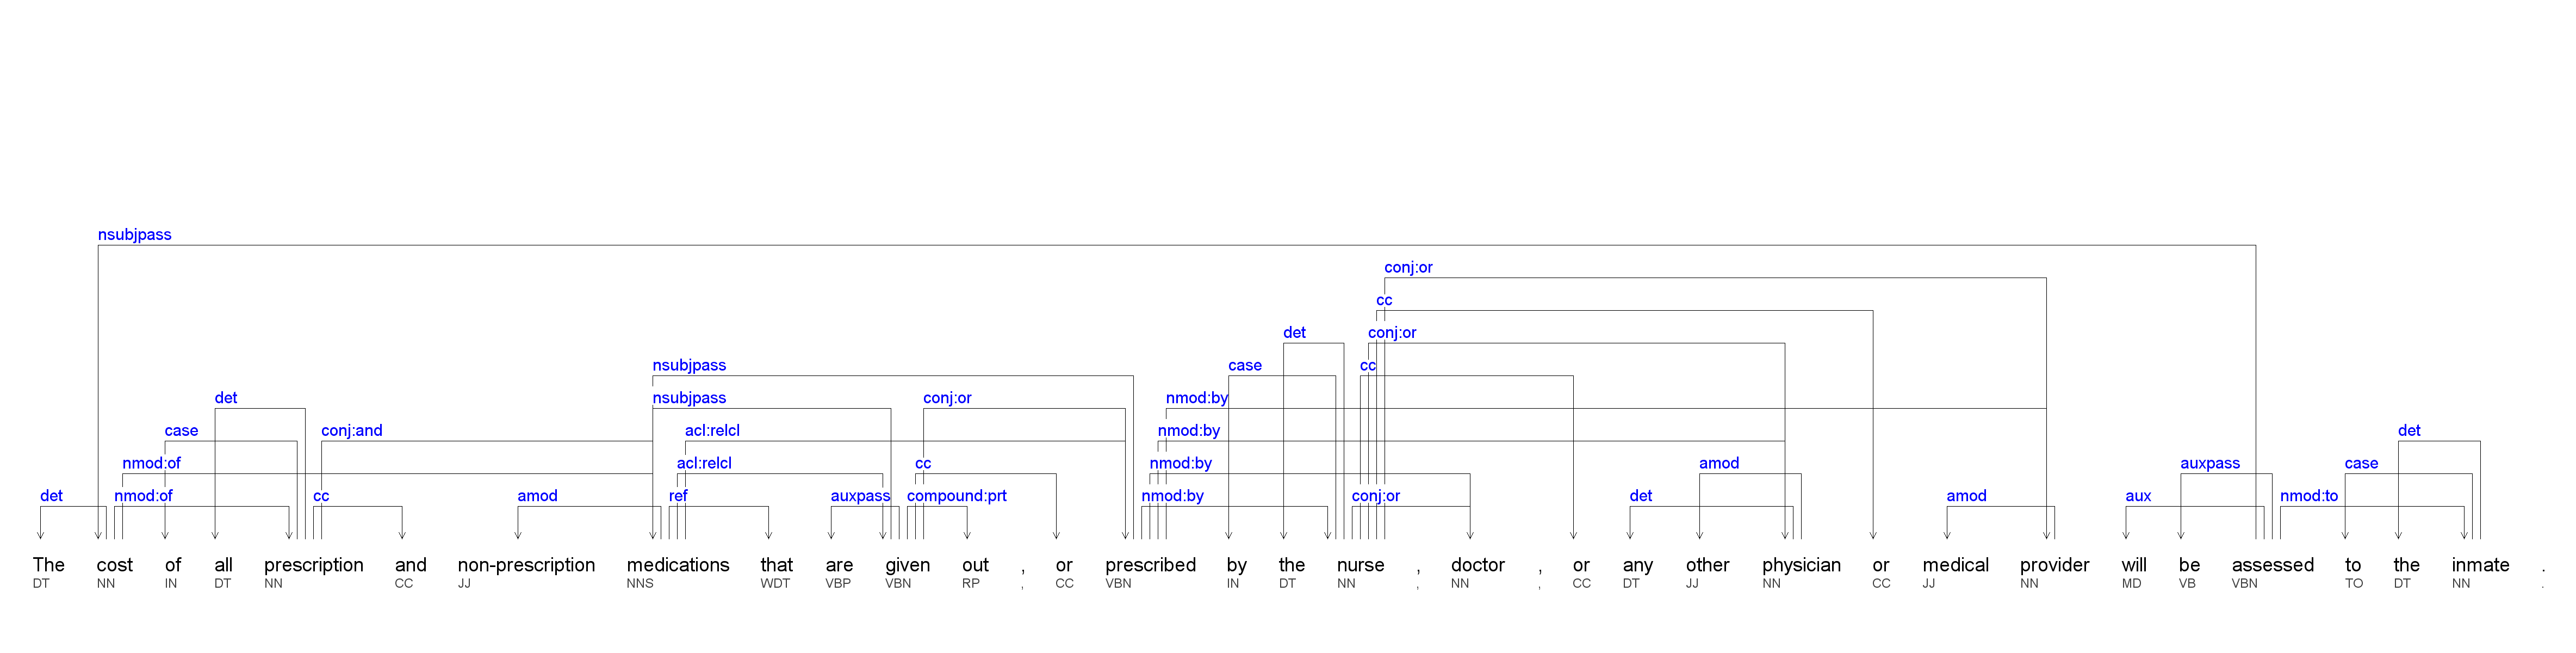 nsubjpass
conj:or
cc
det conj:or
nsubjpass case cc
det nsubjpass conj:or nmod:by
case conj:and acl:relcl nmod:by det
nmod:of acl:relcl cc nmod:by amod auxpass case
det nmod:of cc amod ref auxpass compound:prt nmod:by conj:or det amod aux nmod:to
The cost of all prescription and non-prescription medications that are given out , or prescribed by the nurse , doctor , or any other physician or medical provider will be assessed to the inmate .
DT NN IN DT NN CC JJ NNS WDT VBP VBN RP , CC VBN IN DT NN , NN , CC DT JJ NN CC JJ NN MD VB VBN TO DT NN .